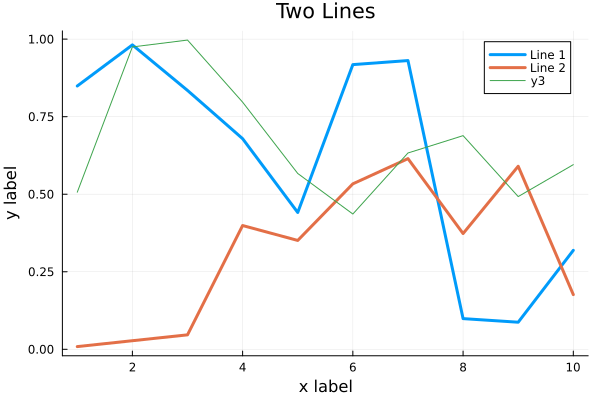 Two Lines
y label
1.00
0.75
0.50
0.25
0.00
Line 1
Line 2
y3
2 4 6 8 10
x label